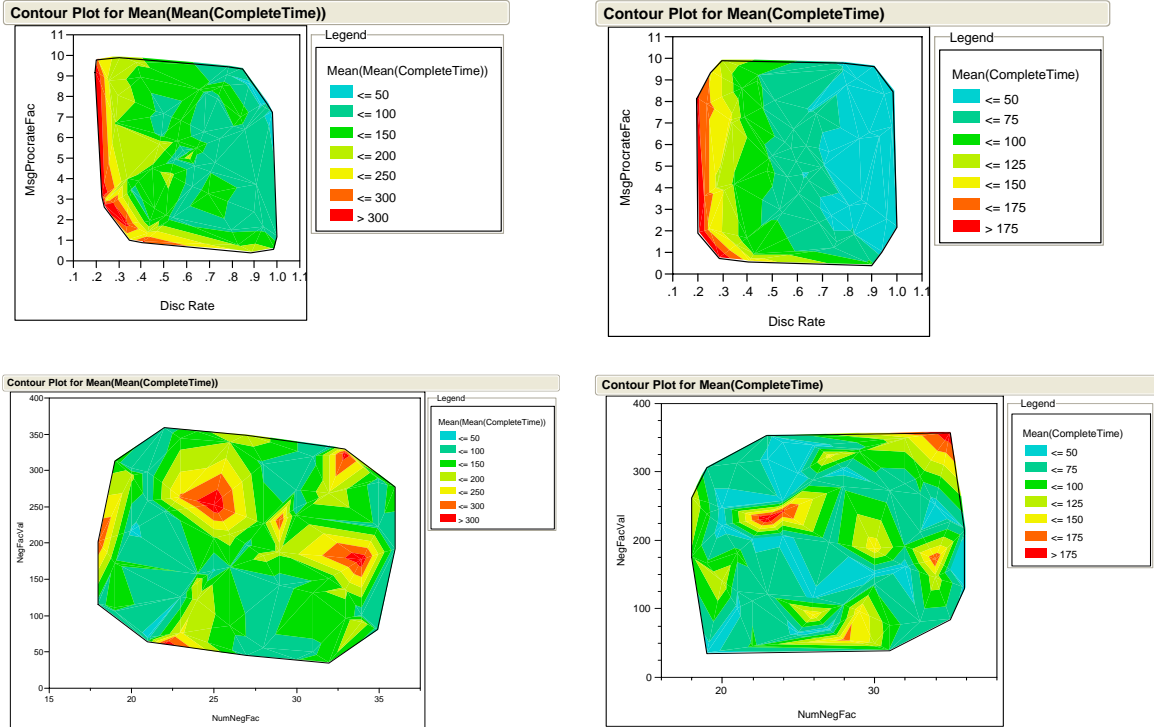 Contour Plot for Mean(Mean(CompleteTime))
MsgProcrateFac
11
10
9
8
7
6
5
4
3
2
1
0
.1 .2 .3 .4 .5 .6 .7 .8 .9 1.0 1.1
Disc Rate
Legend
Mean(Mean(CompleteTime))
<= 50
<= 100
<= 150
<= 200
<= 250
<= 300
> 300
Contour Plot for Mean(CompleteTime)
MsgProcrateFac
11
10
9
8
7
6
5
4
3
2
1
0
.1 .2 .3 .4 .5 .6 .7 .8 .9 1.0 1.1
Disc Rate
Legend
Mean(CompleteTime)
<= 50
<= 75
<= 100
<= 125
<= 150
<= 175
> 175
Contour Plot for Mean(Mean(CompleteTime))
NegFacVal
400
350
300
250
200
150
100
50
0
15 20 25 30 35
NumNegFac
Legend
Mean(Mean(CompleteTime))
<= 50
<= 100
<= 150
<= 200
<= 250
<= 300
> 300
Contour Plot for Mean(CompleteTime)
NegFacVal
400
300
200
100
0
20 30
NumNegFac
Legend
Mean(CompleteTime)
<= 50
<= 75
<= 100
<= 125
<= 150
<= 175
> 175